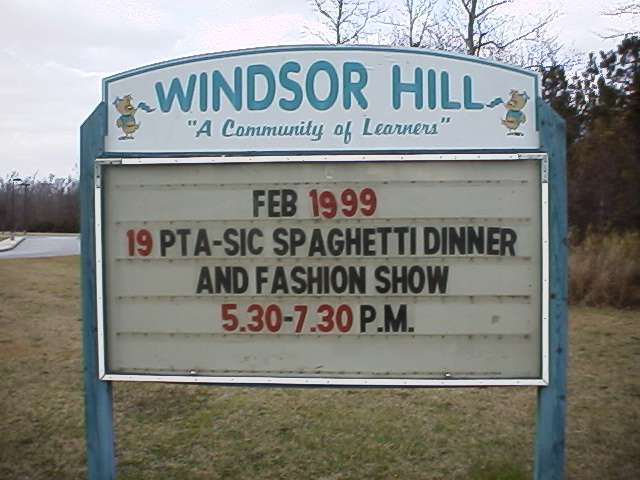 WINDSOR HILL
"A Community of Learners"
FEB 1999
19 PTA-SIC SPAGHETTI DINNER
AND FASHION SHOW
5.30-7.30 P.M.